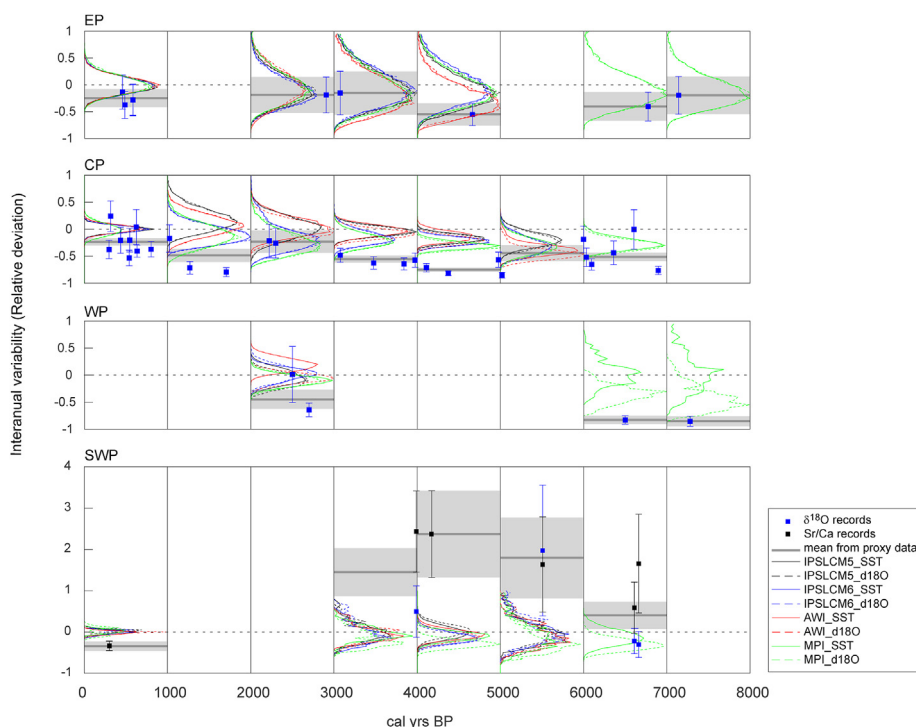 EP
1
0.5
0
-0.5
-1
CP
1
0.5
0
-0.5
-1
WP
1
0.5
0
-0.5
-1
SWP
4
3
2
1
0
-1
Interannual variability (Relative deviation)
0 1000 2000 3000 4000 5000 6000 7000 8000
cal yrs BP
δ18O records
Sr/Ca records
mean from proxy data
IPSLCM5_SST
IPSLCM5_d18O
IPSLCM6_SST
IPSLCM6_d18O
AWI_SST
AWI_d18O
MPI_SST
MPI_d18O